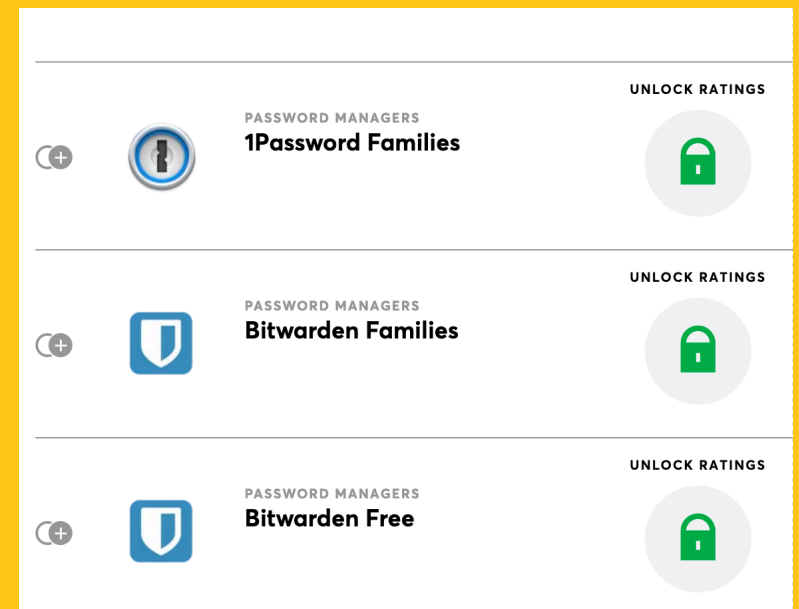 UNLOCK RATINGS
PASSWORD MANAGERS
1Password Families
UNLOCK RATINGS
PASSWORD MANAGERS
Bitwarden Families
UNLOCK RATINGS
PASSWORD MANAGERS
Bitwarden Free